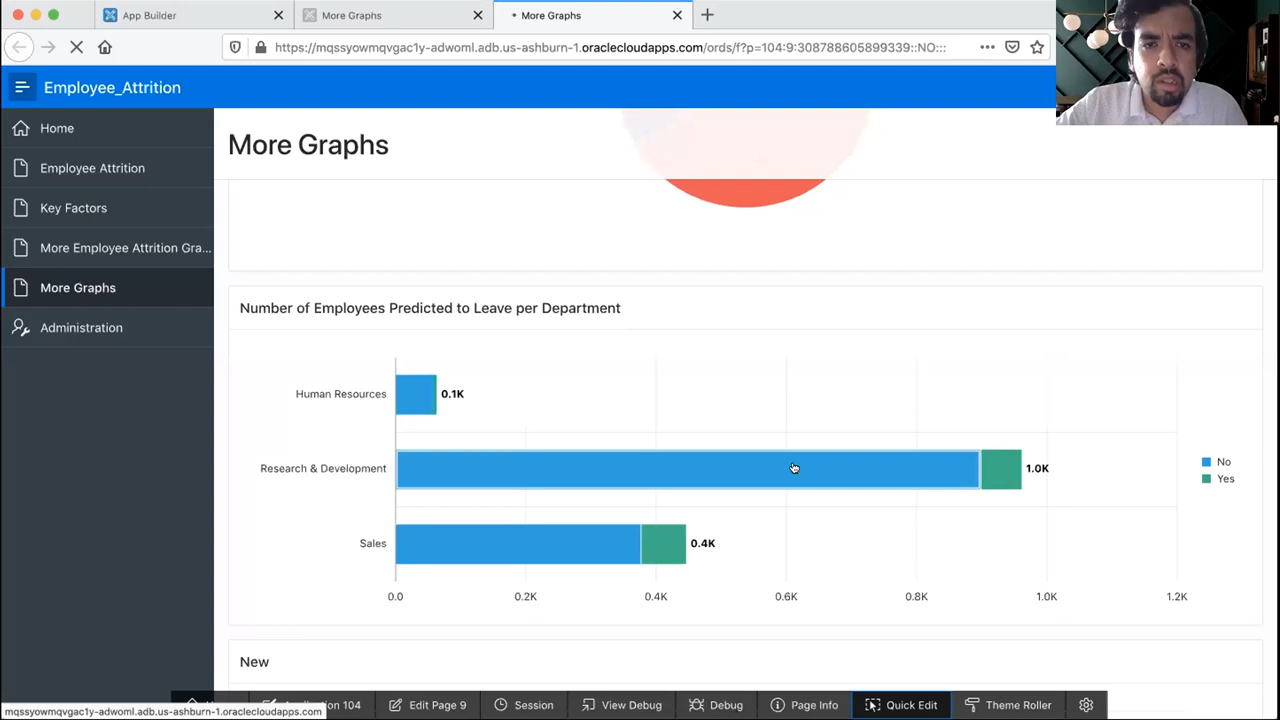 App Builder
More Graphs
More Graphs
https://mqssyowmqvgac1y-adwoml.adb.us-ashburn-1.oraclecloudapps.com/ords/f?p=104:9:308788605899339::NO:::
Employee_Attrition
Home
Employee Attrition
Key Factors
More Employee Attrition Gra...
More Graphs
Administration
More Graphs
Number of Employees Predicted to Leave per Department
Human Resources
0.1K
Research & Development
1.0K
Sales
0.4K
0.0 0.2K 0.4K 0.6K 0.8K 1.0K 1.2K
No
Yes
New
104 Edit Page 9 Session View Debug Debug Page Info Quick Edit Theme Roller
mqssyowmqvgac1y-adwoml.adb.us-ashburn-1.oraclecloudapps.com